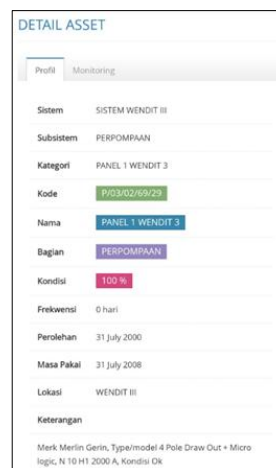 DETAIL ASSET
Profil Monitoring
Sistem SISTEM WENDIT III
Subsistem PERPOMPAAN
Kategori PANEL 1 WENDIT 3
Kode P/03/02/69/29
Nama PANEL 1 WENDIT 3
Bagian PERPOMPAAN
Kondisi 100 %
Frekwensi 0 hari
Perolehan 31 July 2000
Masa Pakai 31 July 2008
Lokasi WENDIT III
Keterangan
Merk Merlin Gerin, Type/model 4 Pole Draw Out + Micro
logic, N 10 H1 2000 A, Kondisi Ok